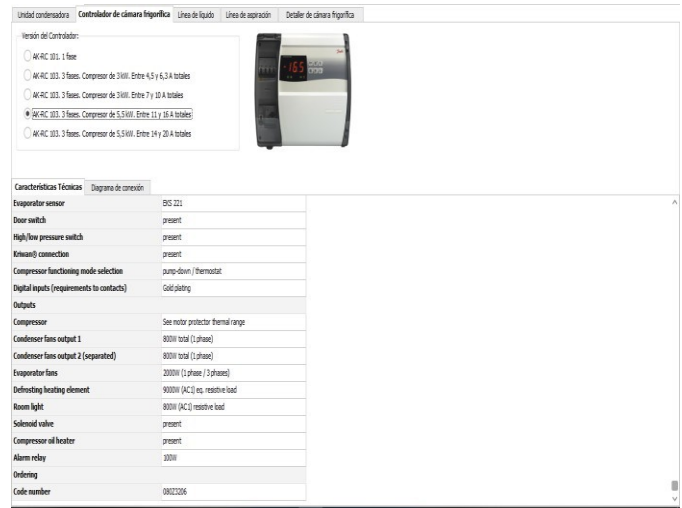 Unidad condensadora Controlador de cámara frigorífica Línea de líquido Línea de aspiración Detaller de cámara frigorífica
Versión del Controlador:
AK-RC 101. 1 fase
AK-RC 103. 3 fases. Compresor de 3 kW. Entre 4,5 y 6,3 A totales
AK-RC 103. 3 fases. Compresor de 3 kW. Entre 7 y 10 A totales
AK-RC 103. 3 fases. Compresor de 5,5 kW. Entre 11 y 16 A totales
AK-RC 103. 3 fases. Compresor de 5,5 kW. Entre 14 y 20 A totales
-165
Características Técnicas Diagrama de conexión
Evaporator sensor EKS 221
Door switch present
High/low pressure switch present
Kriwan® connection present
Compressor functioning mode selection pump-down / thermostat
Digital inputs (requirements to contacts) Gold plating
Outputs
Compressor See motor protector thermal range
Condenser fans output 1 800W total (1 phase)
Condenser fans output 2 (separated) 800W total (1 phase)
Evaporator fans 2000W (1 phase / 3 phases)
Defrosting heating element 9000W (AC1) eq. resistive load
Room light 800W (AC1) resistive load
Solenoid valve present
Compressor oil heater present
Alarm relay 100W
Ordering
Code number 080Z3206